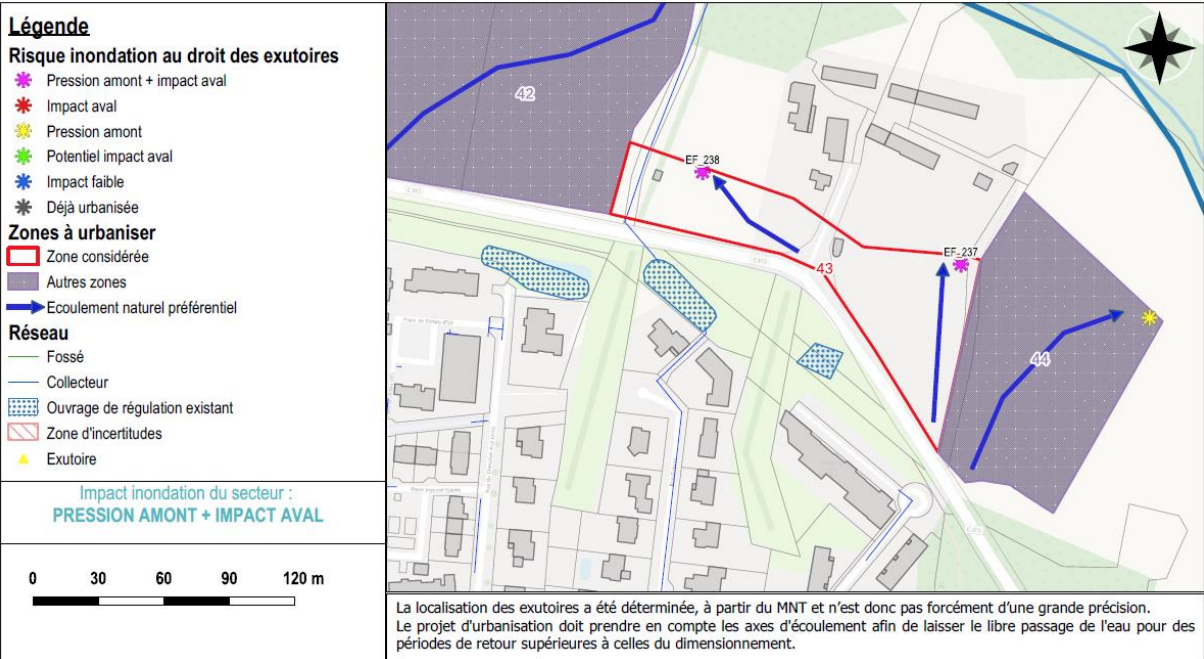 Légende
Risque inondation au droit des exutoires
Pression amont + impact aval
Impact aval
Pression amont
Potentiel impact aval
Impact faible
Déjà urbanisée
Zones à urbaniser
Zone considérée
Autres zones
Ecoulement naturel préférentiel
Réseau
Fossé
Collecteur
Ouvrage de régulation existant
Zone d'incertitudes
Exutoire
Impact inondation du secteur :
PRESSION AMONT + IMPACT AVAL
0 30 60 90 120 m
42
EF_238
EF_237
43
44
La localisation des exutoires a été déterminée, à partir du MNT et n’est donc pas forcément d’une grande précision.
Le projet d'urbanisation doit prendre en compte les axes d'écoulement afin de laisser le libre passage de l'eau pour des
périodes de retour supérieures à celles du dimensionnement.